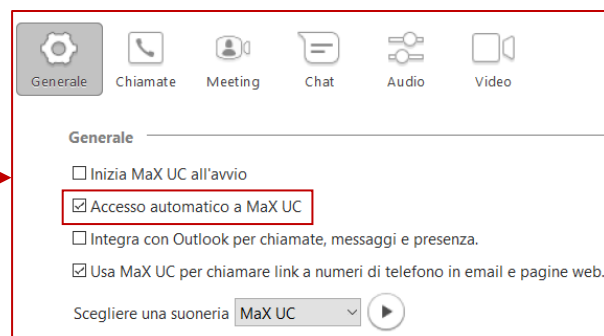 Generale Chiamate Meeting Chat Audio Video
Generale
Inizia MaX UC all'avvio
Accesso automatico a MaX UC
Integra con Outlook per chiamate, messaggi e presenza.
Usa MaX UC per chiamare link a numeri di telefono in email e pagine web.
Scegliere una suoneria MaX UC